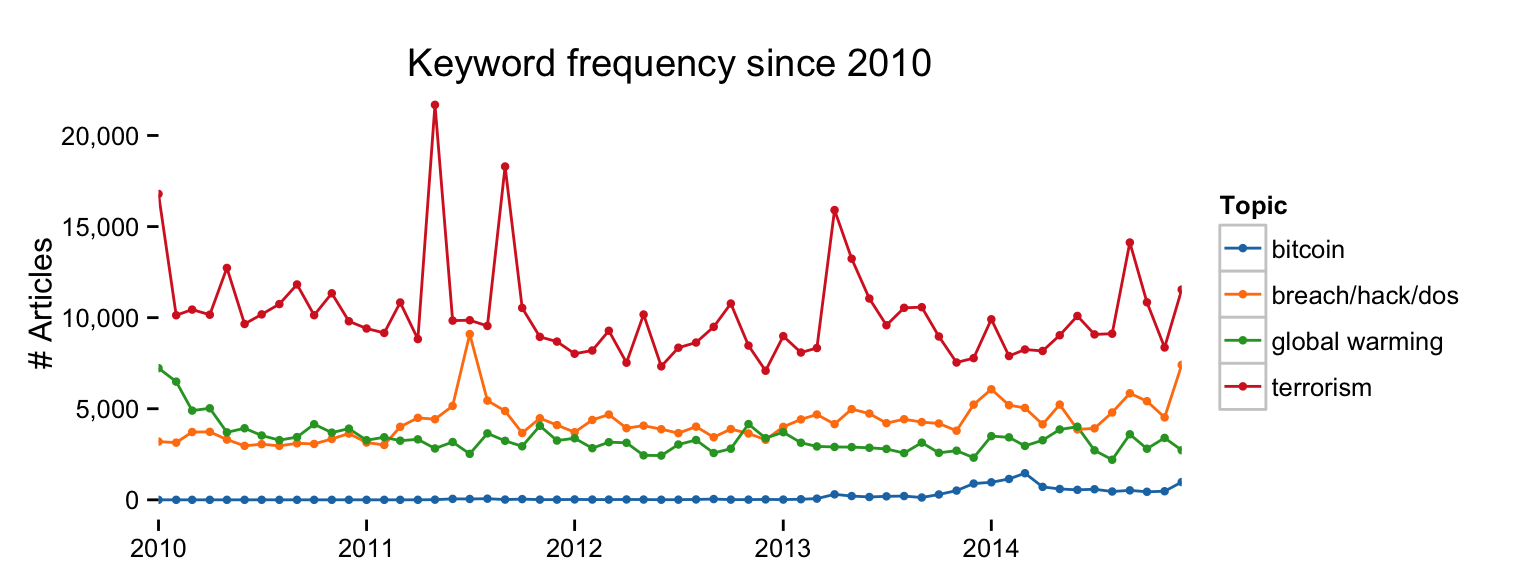 Keyword frequency since 2010
# Articles
20,000
15,000
10,000
5,000
0
2010 2011 2012 2013 2014
Topic
bitcoin
breach/hack/dos
global warming
terrorism